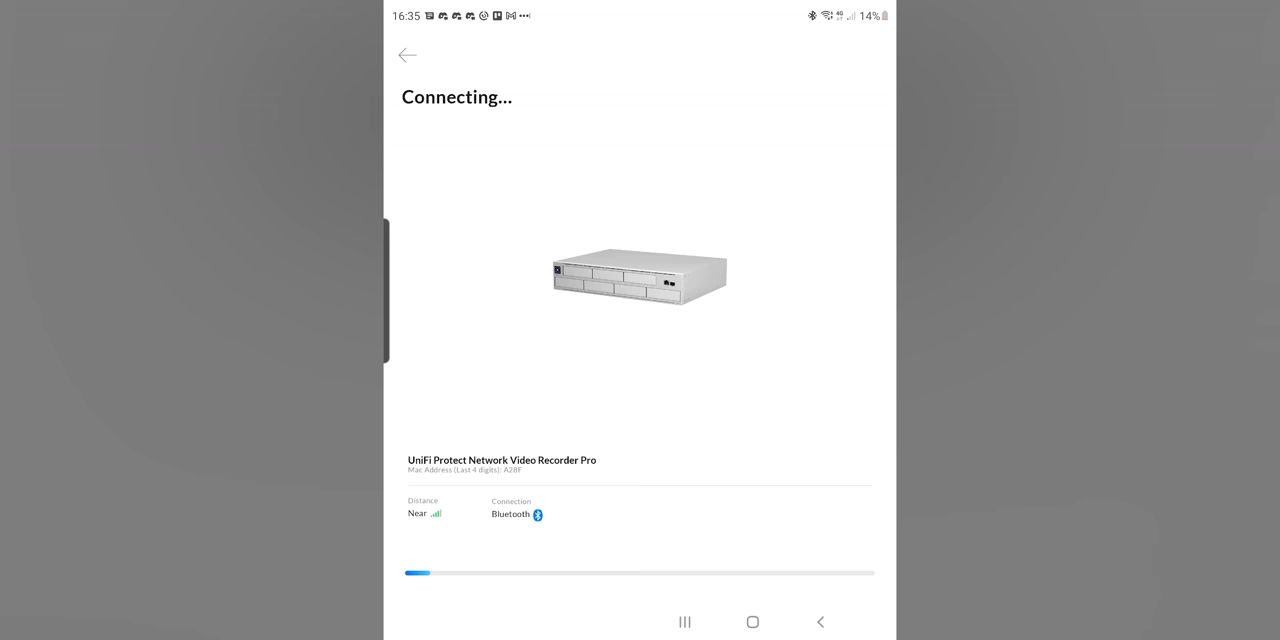 16:35 4G 14%
Connecting...
UniFi Protect Network Video Recorder Pro
Mac Address (Last 4 digits): A28F
Distance Connection
Near Bluetooth